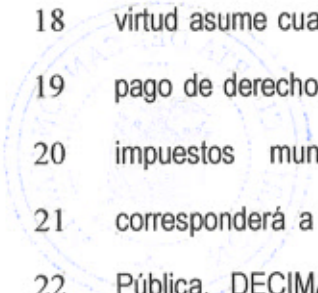 18 virtud asume cua
19 pago de derecho
20 impuestos mun
21 corresponderá a
22 Pública. DECIMA